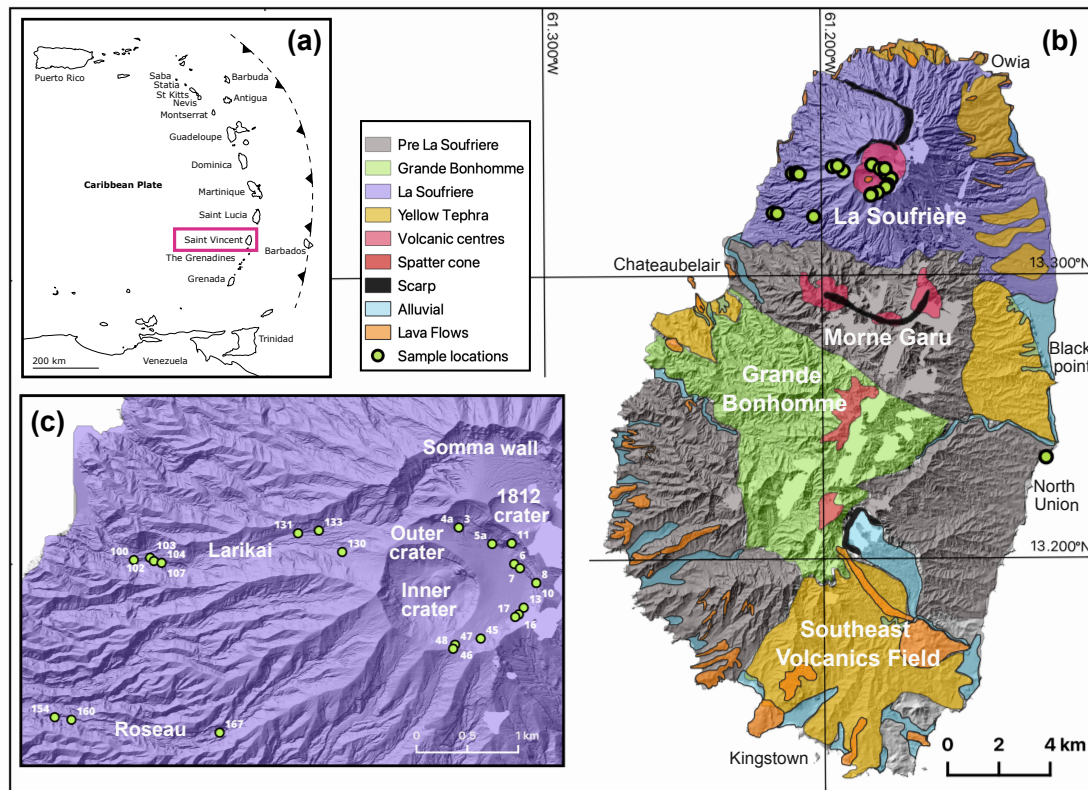 (a)
Puerto Rico
Saba
Statia
St Kitts
Nevis
Montserrat
Barbuda
Antigua
Guadeloupe
Dominica
Caribbean Plate
Martinique
Saint Lucia
Saint Vincent
Barbados
The Grenadines
Grenada
Trinidad
Venezuela
200 km
Pre La Soufriere
Grande Bonhomme
La Soufriere
Yellow Tephra
Volcanic centres
Spatter cone
Scarp
Alluvial
Lava Flows
Sample locations
(b)
61.300°W
61.200°W
Owia
La Soufrière
Chateaubelair
13.300°N
Morne Garu
Black
point
Grande
Bonhomme
North
Union
13.200°N
Southeast
Volcanics Field
Kingstown
0 2 4 km
(c)
Somma wall
1812
crater
Outer
crater
Inner
crater
Larikai
Roseau
131
133
130
4a
3
5a
11
6
7
8
10
13
17
16
45
47
48
46
100
103
104
102
107
154
160
167
0 0.5 1 km